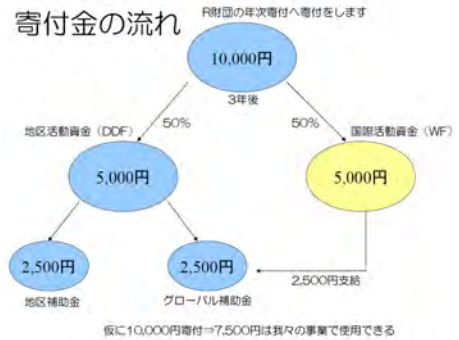 寄付金の流れ
R財団の年次寄付へ寄付をします
10,000円
3年後
地区活動資金（DDF）
50%
50%
国際活動資金（WF）
5,000円
5,000円
2,500円
2,500円
2,500円支給
地区補助金
グローバル補助金
仮に10,000円寄付⇒7,500円は我々の事業で使用できる